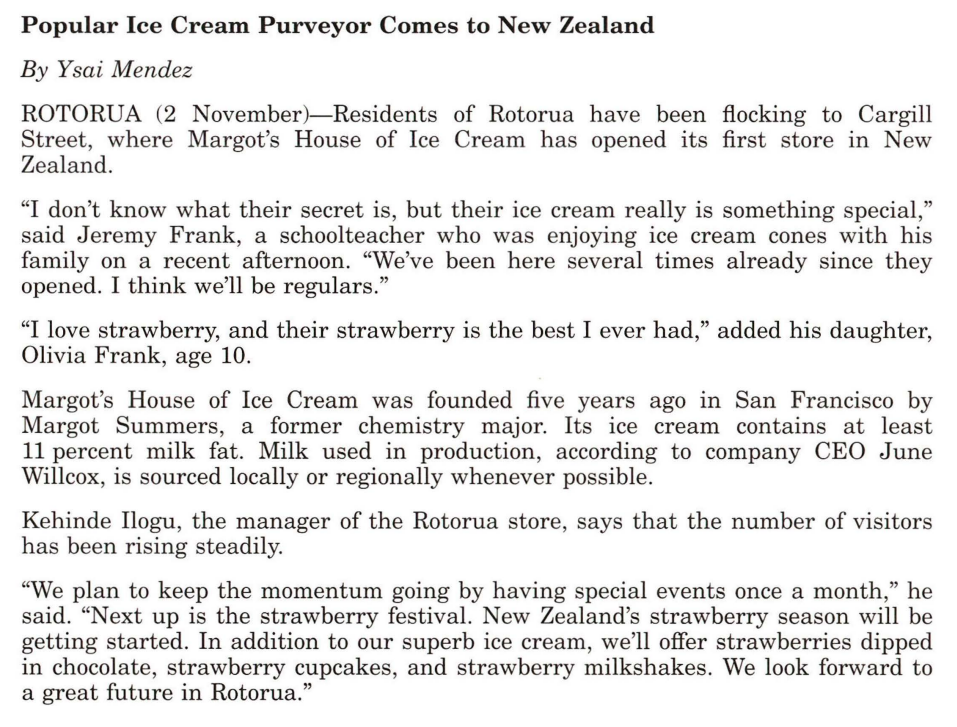 Popular Ice Cream Purveyor Comes to New Zealand
By Ysai Mendez
ROTORUA (2 November)—Residents of Rotorua have been flocking to Cargill
Street, where Margot's House of Ice Cream has opened its first store in New
Zealand.
“I don't know what their secret is, but their ice cream really is something special,”
said Jeremy Frank, a schoolteacher who was enjoying ice cream cones with his
family on a recent afternoon. “We've been here several times already since they
opened. I think we'll be regulars.”
“I love strawberry, and their strawberry is the best I ever had,” added his daughter,
Olivia Frank, age 10.
Margot's House of Ice Cream was founded five years ago in San Francisco by
Margot Summers, a former chemistry major. Its ice cream contains at least
11 percent milk fat. Milk used in production, according to company CEO June
Willcox, is sourced locally or regionally whenever possible.
Kehinde Ilogu, the manager of the Rotorua store, says that the number of visitors
has been rising steadily.
“We plan to keep the momentum going by having special events once a month,” he
said. “Next up is the strawberry festival. New Zealand's strawberry season will be
getting started. In addition to our superb ice cream, we'll offer strawberries dipped
in chocolate, strawberry cupcakes, and strawberry milkshakes. We look forward to
a great future in Rotorua.”